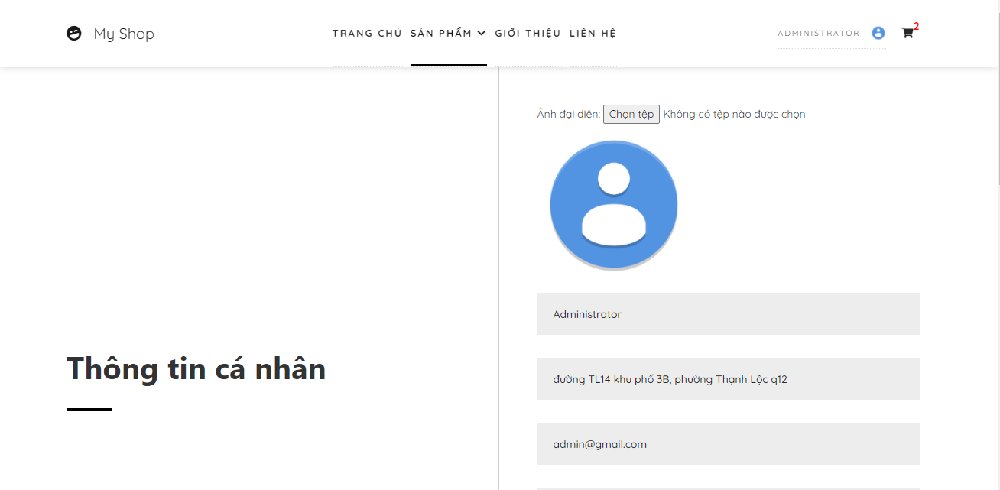 My Shop
TRANG CHỦ SẢN PHẨM GIỚI THIỆU LIÊN HỆ
ADMINISTRATOR
2
Ảnh đại diện: Chọn tệp Không có tệp nào được chọn
Administrator
Thông tin cá nhân
đường TL14 khu phố 3B, phường Thạnh Lộc q12
admin@gmail.com